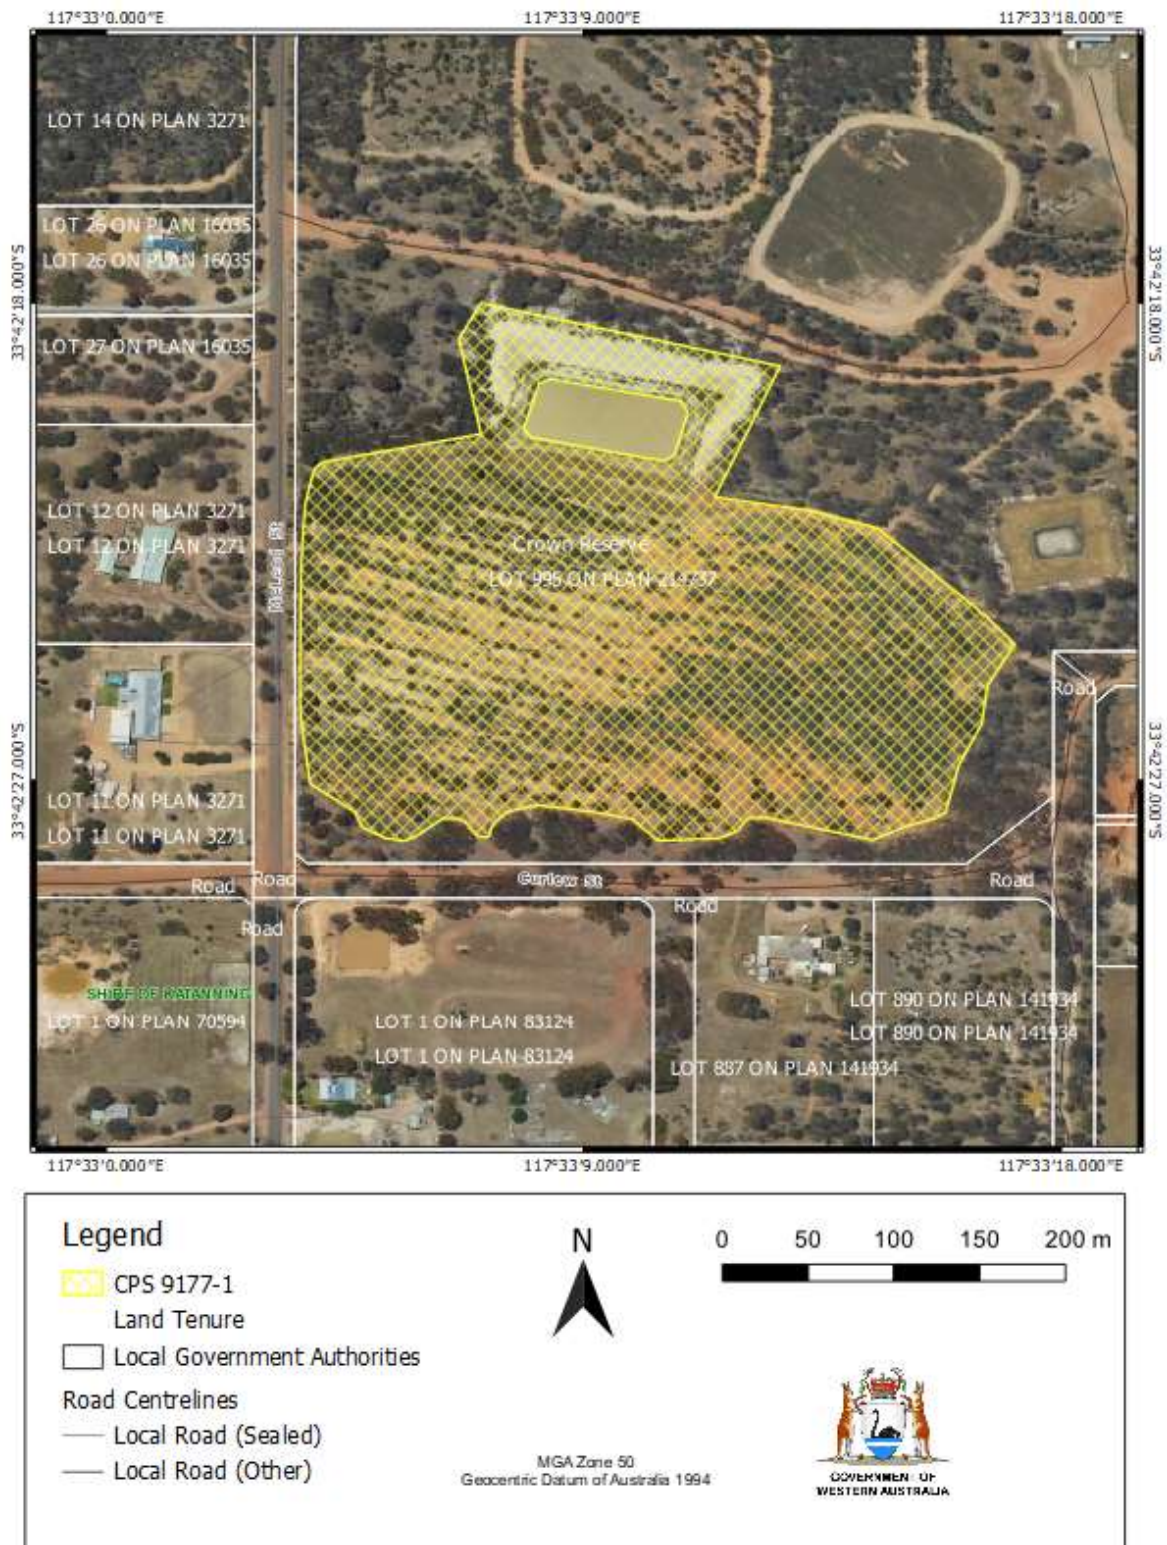 117°33'0.000"E 117°33'9.000"E 117°33'18.000"E
LOT 14 ON PLAN 3271
LOT 26 ON PLAN 16035
LOT 26 ON PLAN 16035
33°42'18.000"S
33°42'18.000"S
LOT 27 ON PLAN 16035
LOT 12 ON PLAN 3271
LOT 12 ON PLAN 3271
Crown Reserve
LOT 995 ON PLAN
Road
33°42'27.000"S
33°42'27.000"S
LOT 11 ON PLAN 3271
LOT 11 ON PLAN 3271
Road Road Curlew St Road
Road
Road
SHIRE OF KATANNING
LOT 1 ON PLAN 70594
LOT 1 ON PLAN 83124
LOT 1 ON PLAN 83124
LOT 890 ON PLAN 141934
LOT 890 ON PLAN 141934
LOT 887 ON PLAN 141934
117°33'0.000"E 117°33'9.000"E 117°33'18.000"E
Legend
CPS 9177-1
Land Tenure
Local Government Authorities
Road Centrelines
Local Road (Sealed)
Local Road (Other)
N
0 50 100 150 200 m
MGA Zone 50
Geocentric Datum of Australia 1994
GOVERNMENT OF
WESTERN AUSTRALIA